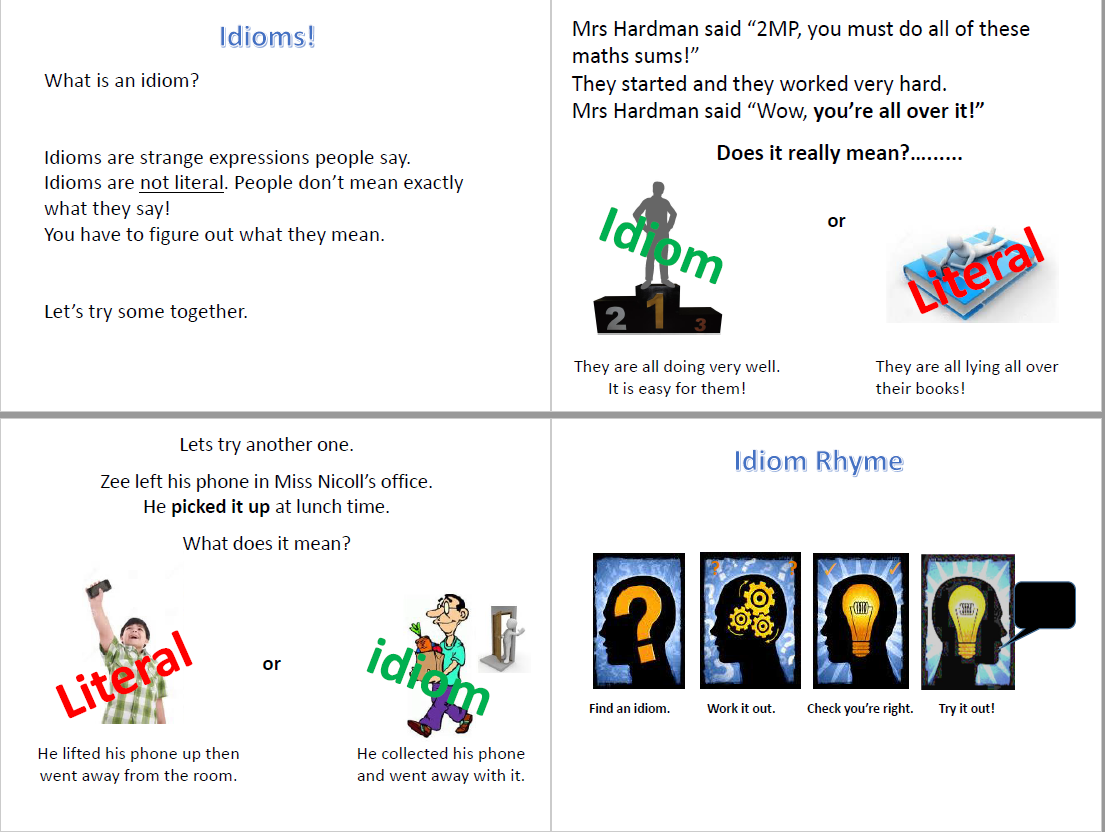 Idioms!
What is an idiom?
Idioms are strange expressions people say.
Idioms are not literal. People don’t mean exactly
what they say!
You have to figure out what they mean.
Let’s try some together.
Mrs Hardman said “2MP, you must do all of these
maths sums!”
They started and they worked very hard.
Mrs Hardman said “Wow, you’re all over it!”
Does it really mean?.........
Idiom
2 1 3
or
Literal
They are all doing very well.
It is easy for them!
They are all lying all over
their books!
Lets try another one.
Zee left his phone in Miss Nicoll’s office.
He picked it up at lunch time.
What does it mean?
Literal
or
idiom
He lifted his phone up then
went away from the room.
He collected his phone
and went away with it.
Idiom Rhyme
?
? ?
Find an idiom.
Work it out.
Check you’re right.
Try it out!